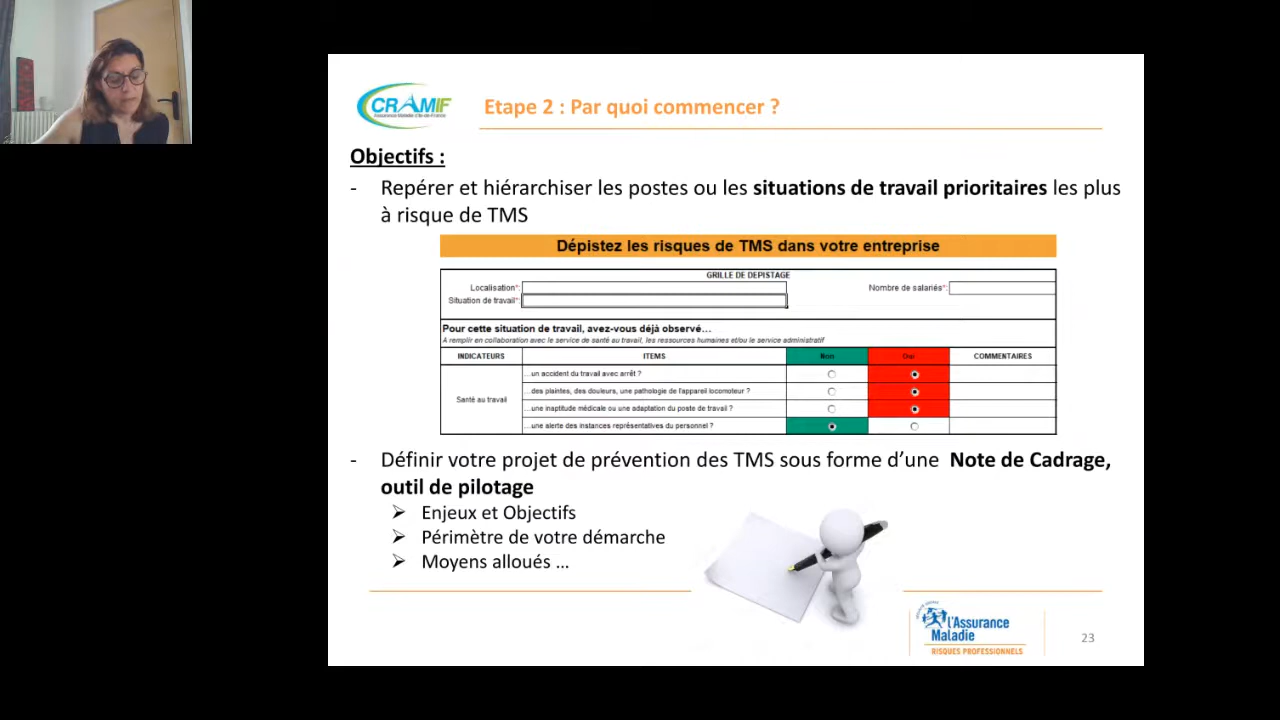 CRAMIF
Assurance Maladie d'Ile-de-France
Etape 2 : Par quoi commencer ?
Objectifs :
- Repérer et hiérarchiser les postes ou les situations de travail prioritaires les plus
à risque de TMS
Dépistez les risques de TMS dans votre entreprise
GRILLE DE DEPISTAGE
Localisation*: Nombre de salariés*:
Situation de travail*:
Pour cette situation de travail, avez-vous déjà observé...
A remplir en collaboration avec le service de santé au travail, les ressources humaines et/ou le service administratif
INDICATEURS ITEMS Non Oui COMMENTAIRES
Santé au travail
...un accident du travail avec arrêt ?
...des plaintes, des douleurs, une pathologie de l'appareil locomoteur ?
...une inaptitude médicale ou une adaptation du poste de travail ?
...une alerte des instances représentatives du personnel ?
- Définir votre projet de prévention des TMS sous forme d’une Note de Cadrage,
outil de pilotage
➢ Enjeux et Objectifs
➢ Périmètre de votre démarche
➢ Moyens alloués …
l'Assurance
Maladie
RISQUES PROFESSIONNELS
23